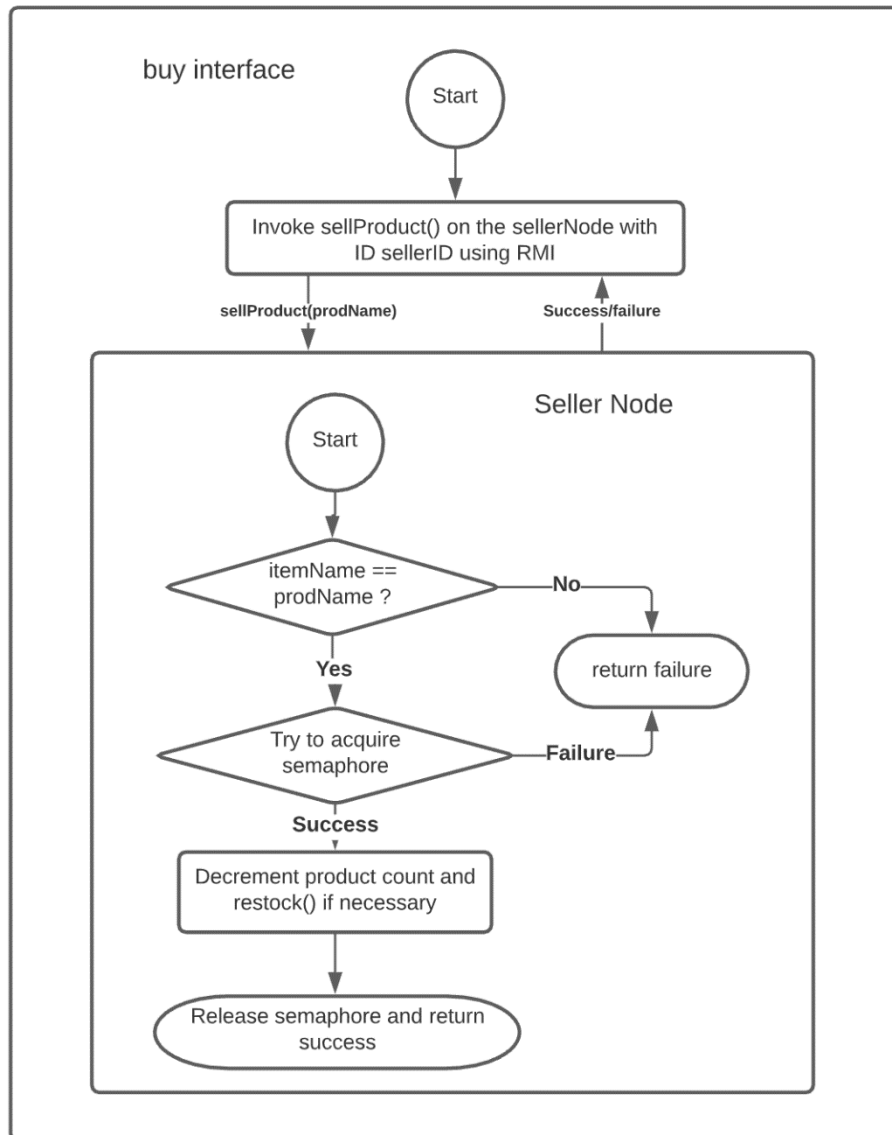 buy interface
Start
Invoke sellProduct() on the sellerNode with
ID sellerID using RMI
sellProduct(prodName)
Success/failure
Seller Node
Start
itemName ==
prodName ?
No
Yes
return failure
Try to acquire
semaphore
Failure
Success
Decrement product count and
restock() if necessary
Release semaphore and return
success